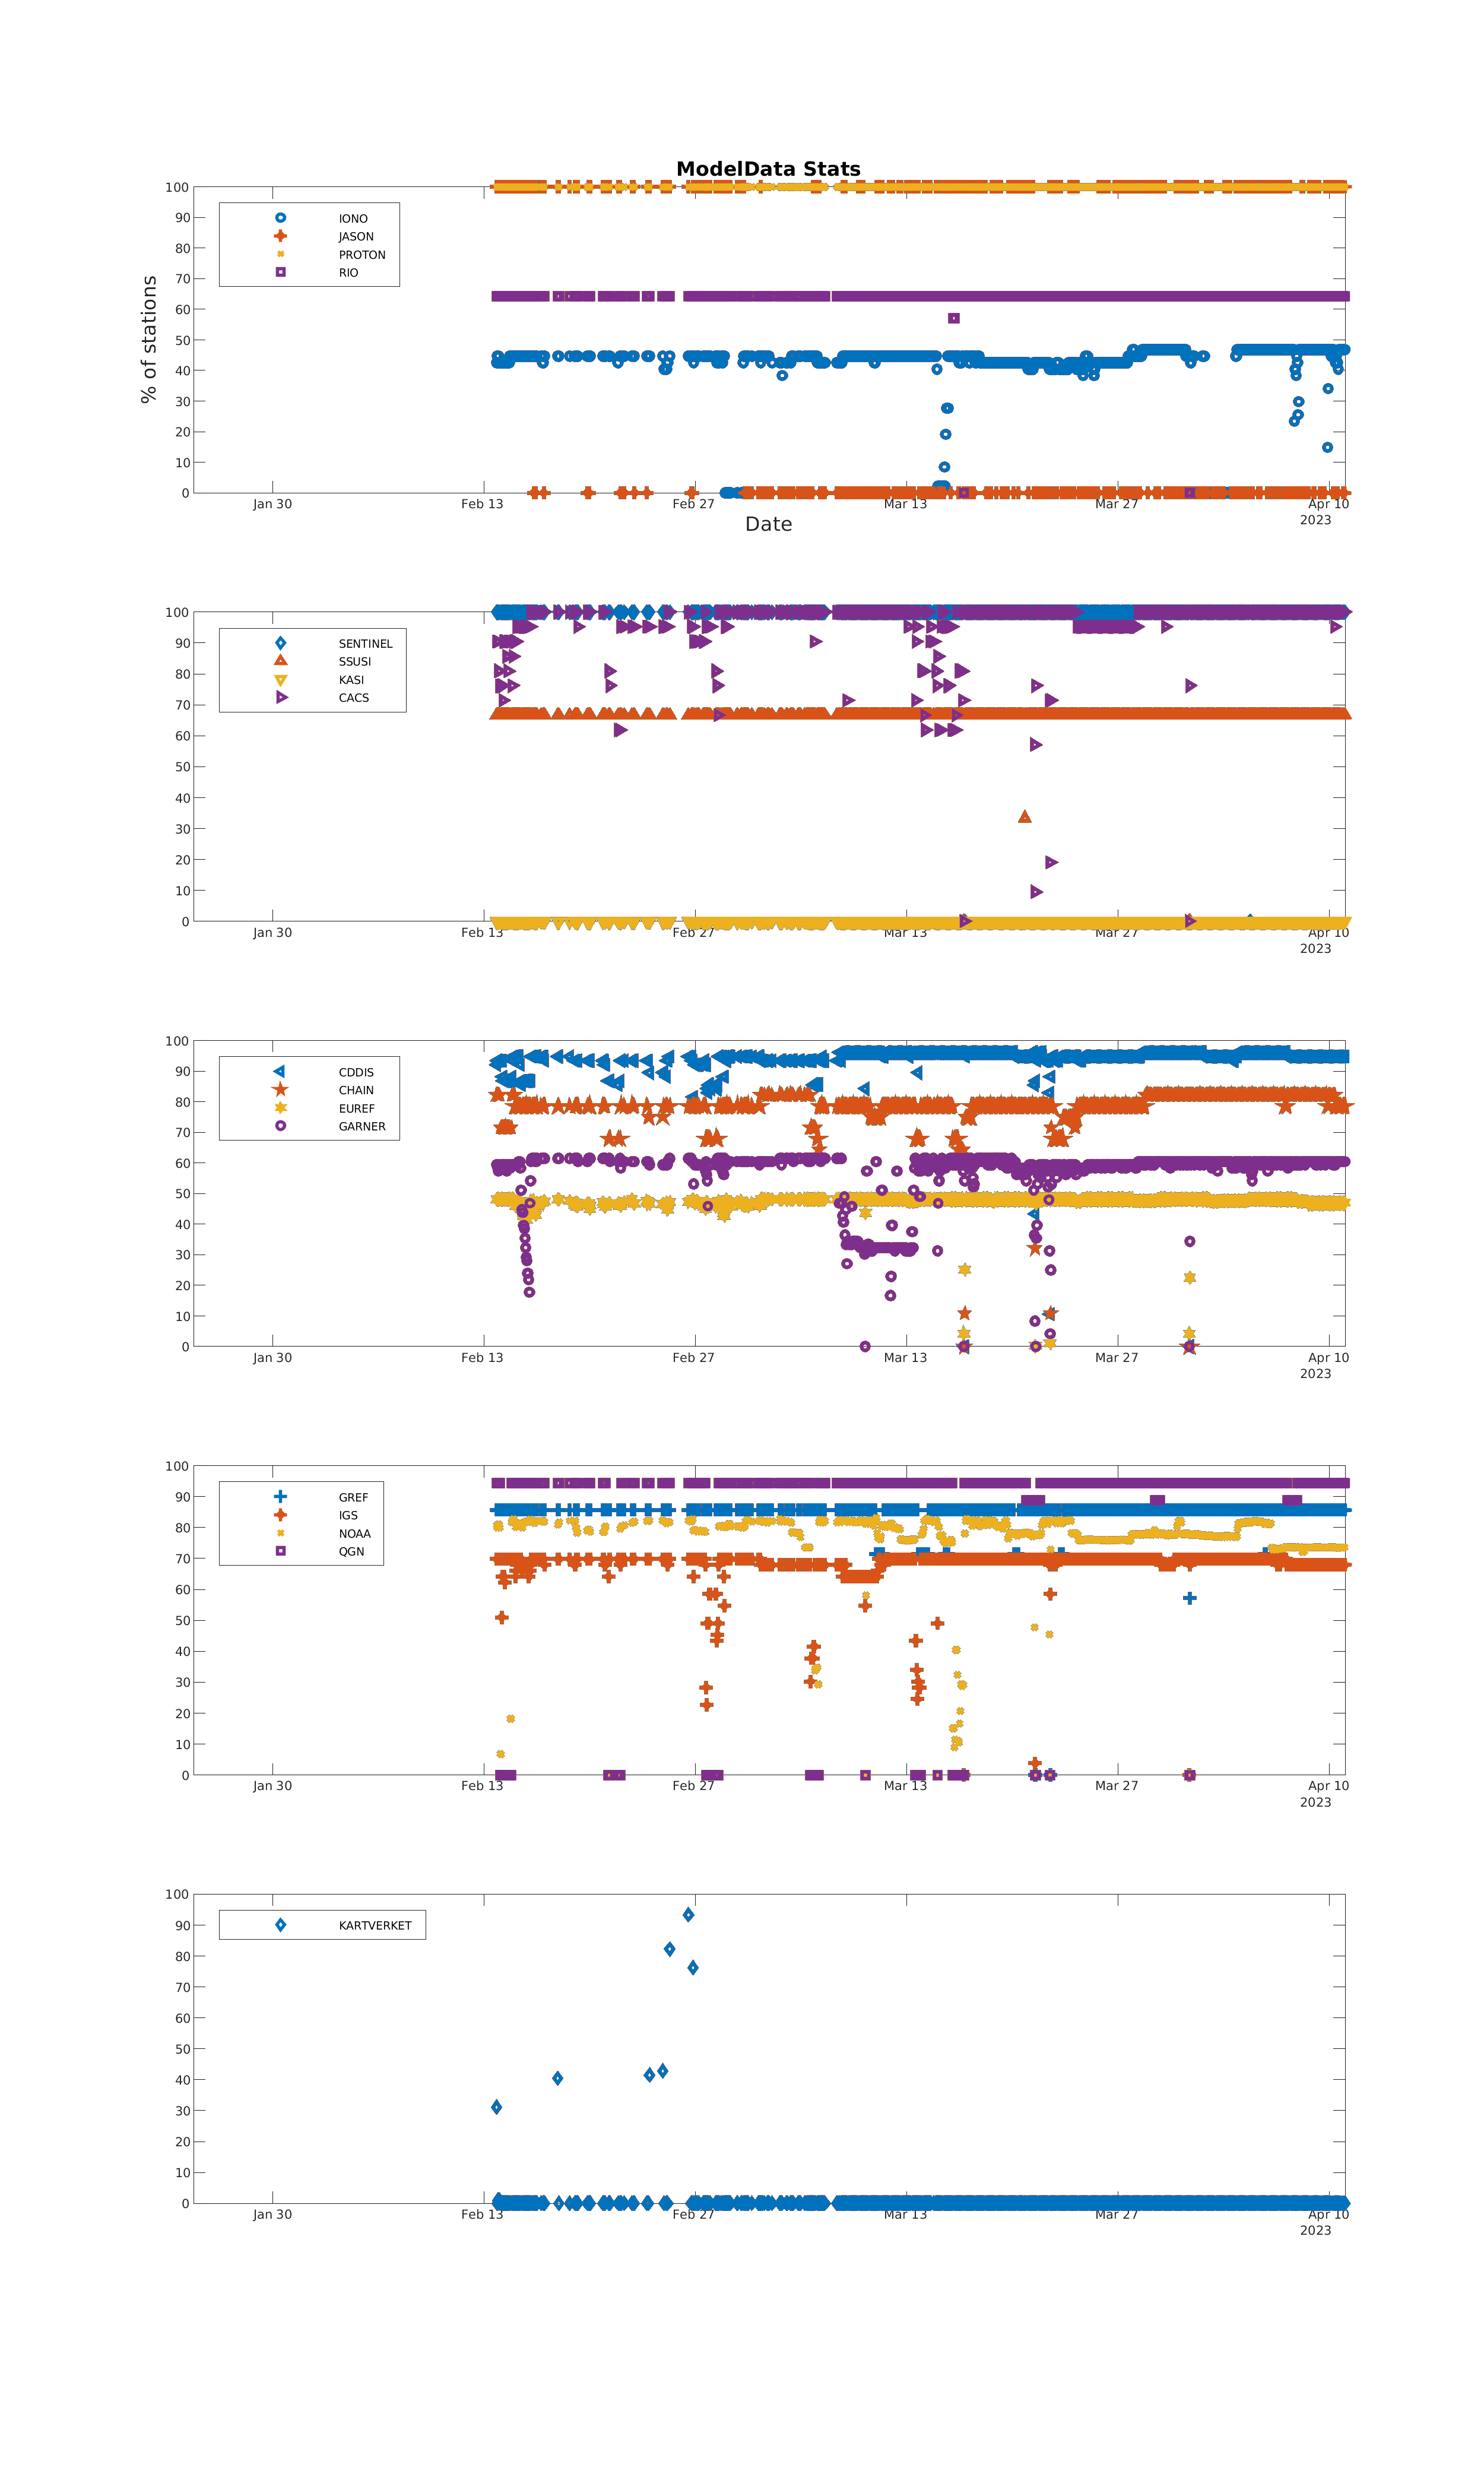 ModelData Stats
100
90
80
70
60
50
40
30
20
10
0
% of stations
IONO
JASON
PROTON
RIO
Jan 30
Feb 13
Feb 27
Mar 13
Mar 27
Apr 10
2023
Date
100
90
80
70
60
50
40
30
20
10
0
SENTINEL
SSUSI
KASI
CACS
Jan 30
Feb 13
Feb 27
Mar 13
Mar 27
Apr 10
2023
100
90
80
70
60
50
40
30
20
10
0
CDDIS
CHAIN
EUREF
GARNER
Jan 30
Feb 13
Feb 27
Mar 13
Mar 27
Apr 10
2023
100
90
80
70
60
50
40
30
20
10
0
GREF
IGS
NOAA
QGN
Jan 30
Feb 13
Feb 27
Mar 13
Mar 27
Apr 10
2023
100
90
80
70
60
50
40
30
20
10
0
KARTVERKET
Jan 30
Feb 13
Feb 27
Mar 13
Mar 27
Apr 10
2023